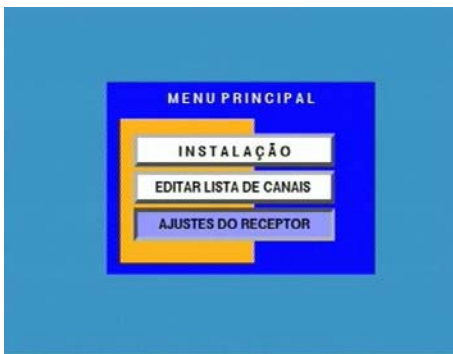 MENU PRINCIPAL
INSTALAÇÃO
EDITAR LISTA DE CANAIS
AJUSTES DO RECEPTOR